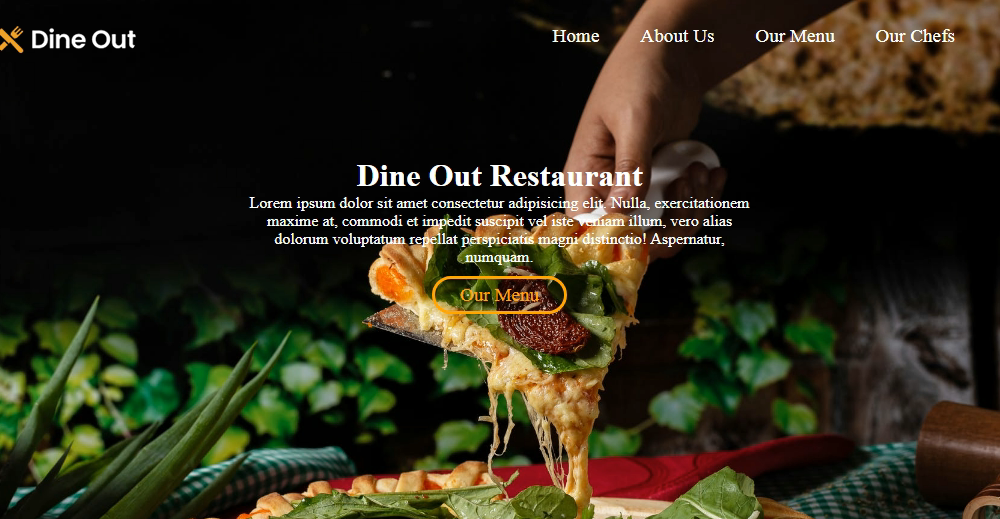 Dine Out
Home About Us Our Menu Our Chefs
Dine Out Restaurant
Lorem ipsum dolor sit amet consectetur adipisicing elit. Nulla, exercitationem
maxime at, commodi et impedit suscipit vel iste veniam illum, vero alias
dolorum voluptatum repellat perspiciatis magni distinctio! Aspernatur,
numquam.
Our Menu